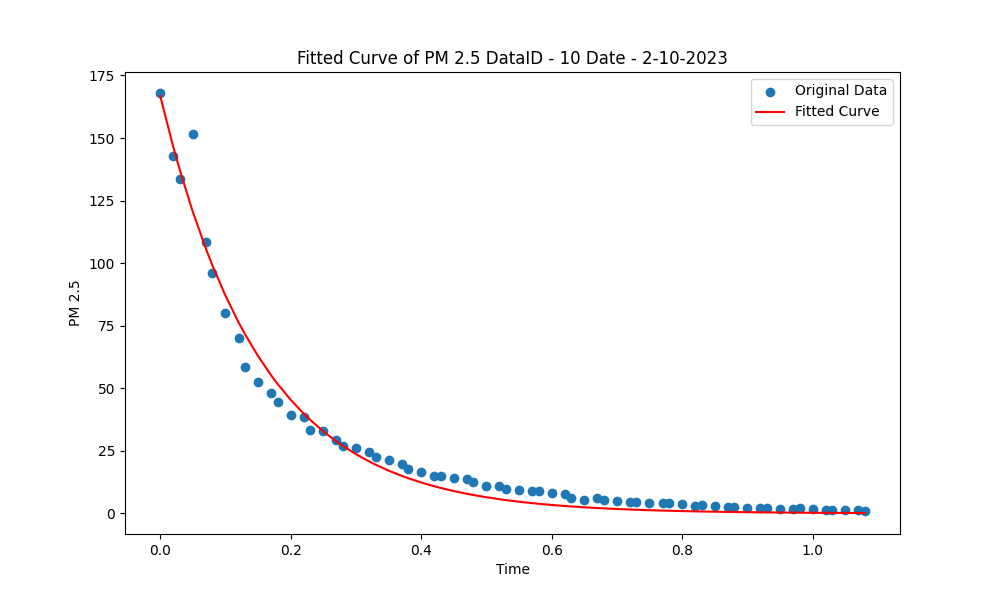 Fitted Curve of PM 2.5 DataID - 10 Date - 2-10-2023
Original Data
Fitted Curve
175
150
125
100
75
50
25
0
PM 2.5
0.0 0.2 0.4 0.6 0.8 1.0
Time